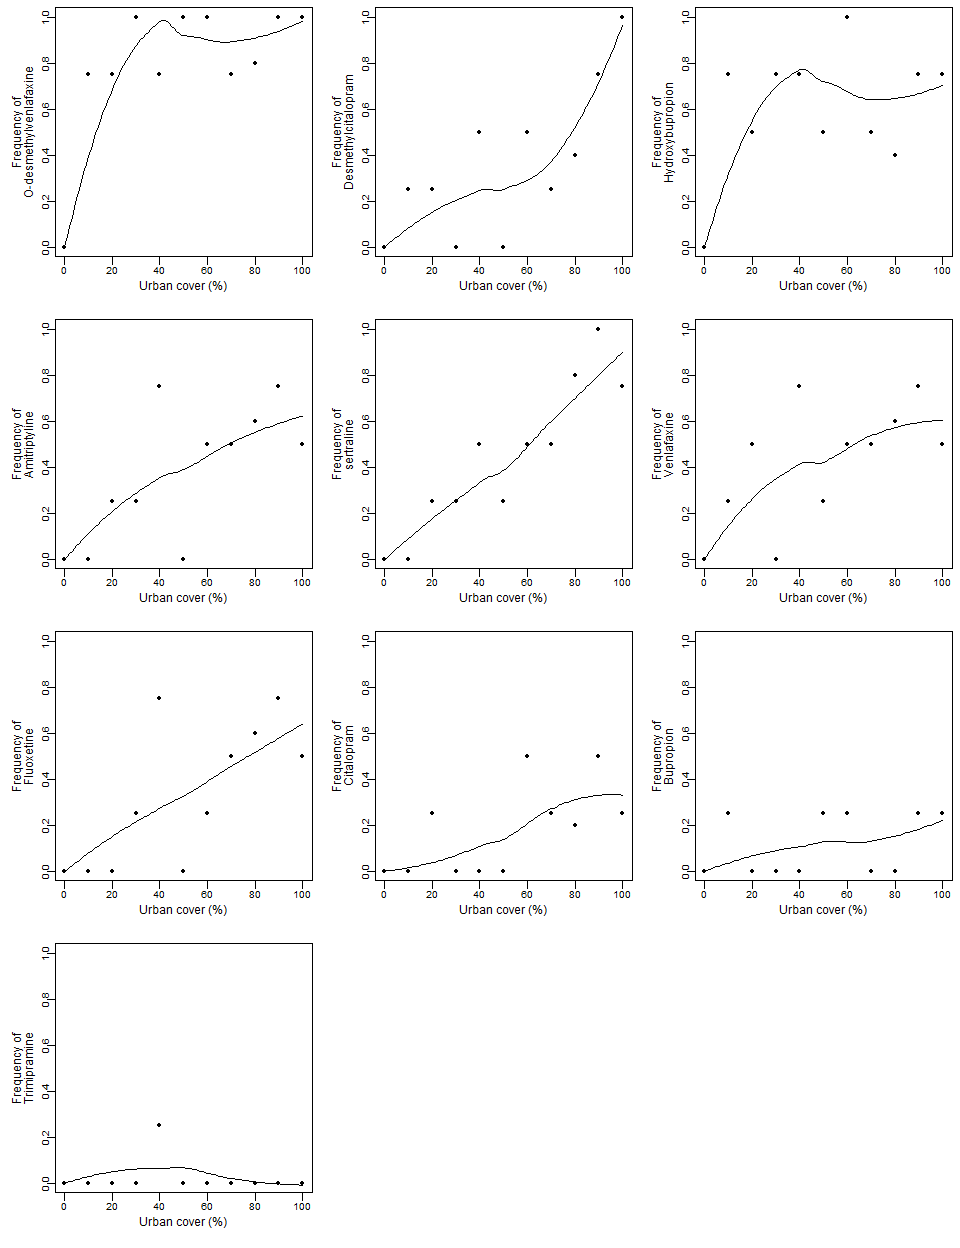 Frequency of
O-desmethylvenlafaxine
0.0 0.2 0.4 0.6 0.8 1.0
0 20 40 60 80 100
Urban cover (%)
Frequency of
Desmethylcitalopram
0.0 0.2 0.4 0.6 0.8 1.0
0 20 40 60 80 100
Urban cover (%)
Frequency of
Hydroxybupropion
0.0 0.2 0.4 0.6 0.8 1.0
0 20 40 60 80 100
Urban cover (%)
Frequency of
Amitriptyline
0.0 0.2 0.4 0.6 0.8 1.0
0 20 40 60 80 100
Urban cover (%)
Frequency of
sertraline
0.0 0.2 0.4 0.6 0.8 1.0
0 20 40 60 80 100
Urban cover (%)
Frequency of
Venlafaxine
0.0 0.2 0.4 0.6 0.8 1.0
0 20 40 60 80 100
Urban cover (%)
Frequency of
Fluoxetine
0.0 0.2 0.4 0.6 0.8 1.0
0 20 40 60 80 100
Urban cover (%)
Frequency of
Citalopram
0.0 0.2 0.4 0.6 0.8 1.0
0 20 40 60 80 100
Urban cover (%)
Frequency of
Bupropion
0.0 0.2 0.4 0.6 0.8 1.0
0 20 40 60 80 100
Urban cover (%)
Frequency of
Trimipramine
0.0 0.2 0.4 0.6 0.8 1.0
0 20 40 60 80 100
Urban cover (%)